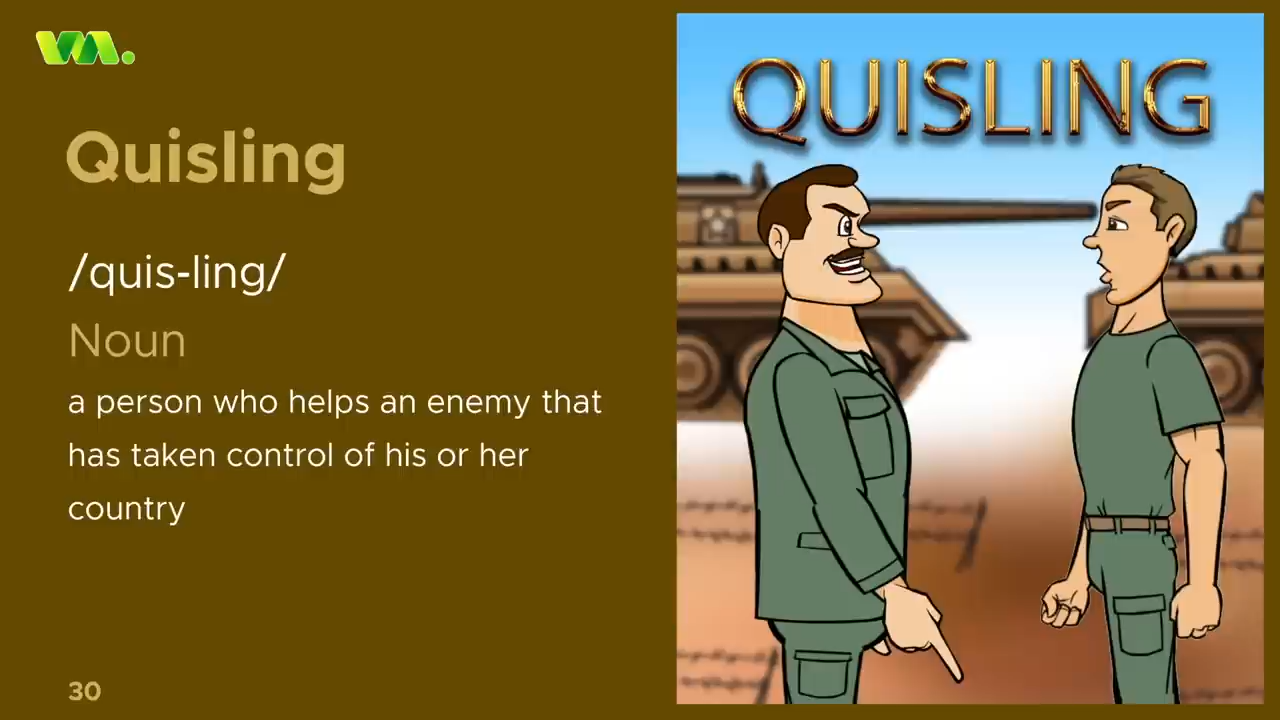 VM.
Quisling
/quis-ling/
Noun
a person who helps an enemy that
has taken control of his or her
country
30
QUISLING